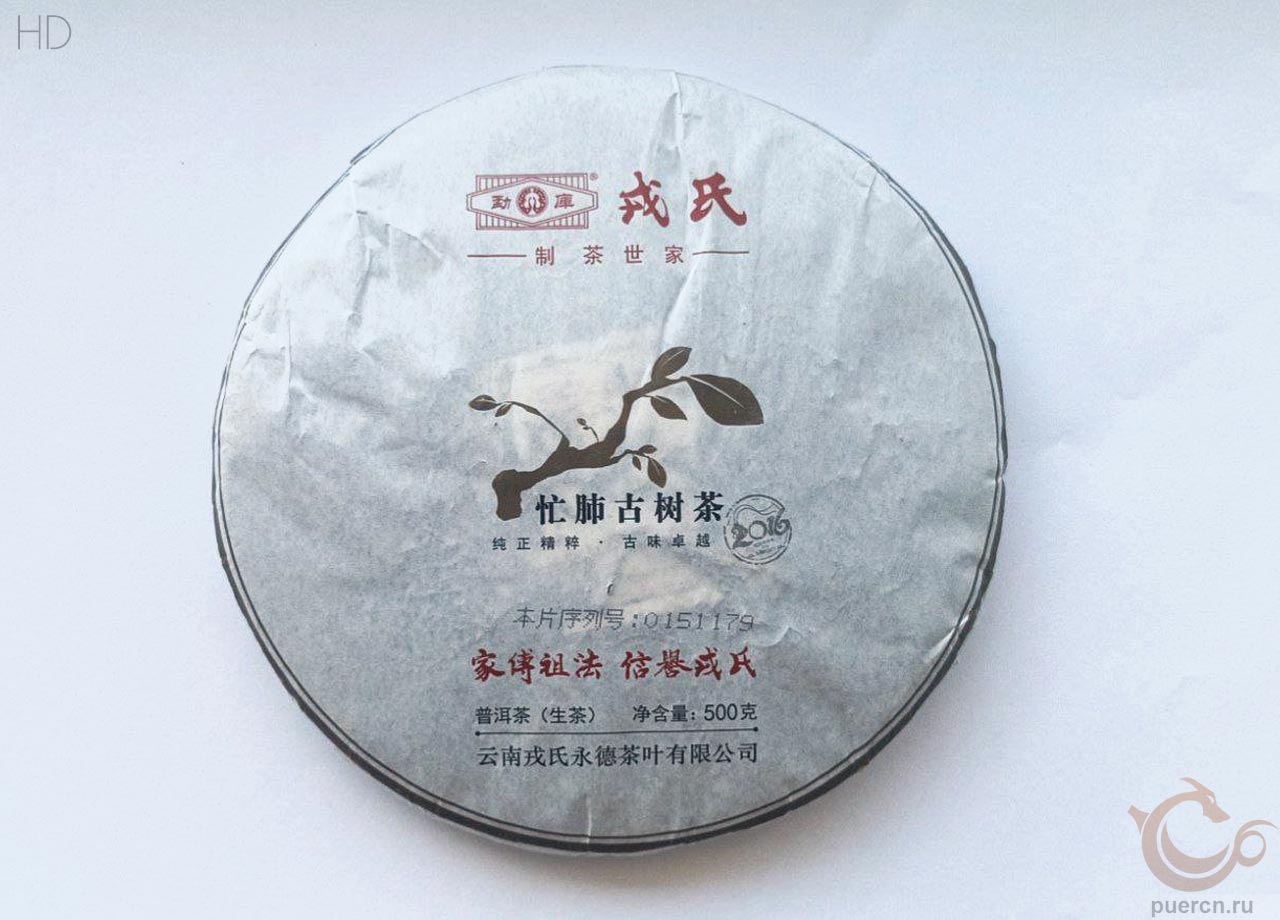 HD
勐 庫 ® 戎氏
制茶世家
忙肺古树茶
2016
纯正精粹 · 古味卓越
本片序列号:0151179
家傅祖法 信誉戎氏
普洱茶（生茶） 净含量：500克
云南戎氏永德茶叶有限公司
puercn.ru